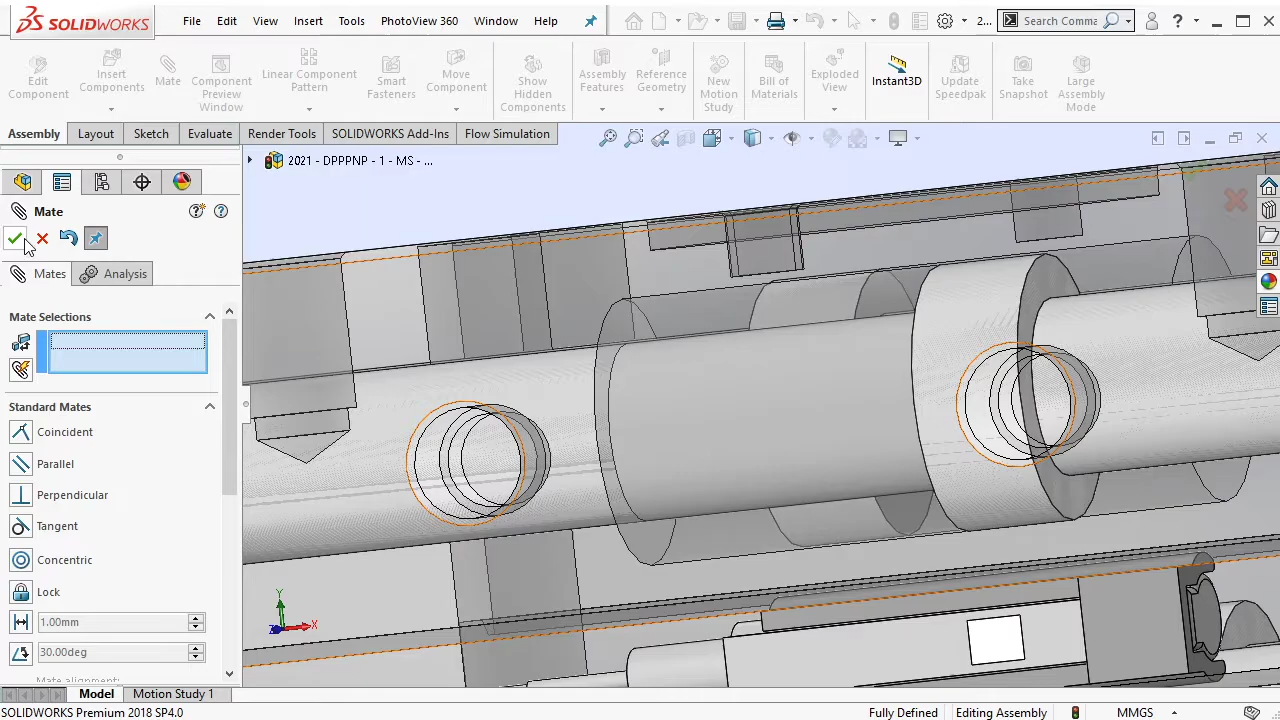 SOLIDWORKS
File Edit View Insert Tools PhotoView 360 Window Help
2... Search Comma
Edit Component
Insert Components
Mate
Component Preview Window
Linear Component Pattern
Smart Fasteners
Move Component
Show Hidden Components
Assembly Features
Reference Geometry
New Motion Study
Bill of Materials
Exploded View
Instant3D
Update Speedpak
Take Snapshot
Large Assembly Mode
Assembly Layout Sketch Evaluate Render Tools SOLIDWORKS Add-Ins Flow Simulation
2021 - DPPPNP - 1 - MS - ...
Mate
Mates Analysis
Mate Selections
Standard Mates
Coincident
Parallel
Perpendicular
Tangent
Concentric
Lock
1.00mm
30.00deg
Mate alignment:
Y
X
Z
Model Motion Study 1
SOLIDWORKS Premium 2018 SP4.0 Fully Defined Editing Assembly MMGS